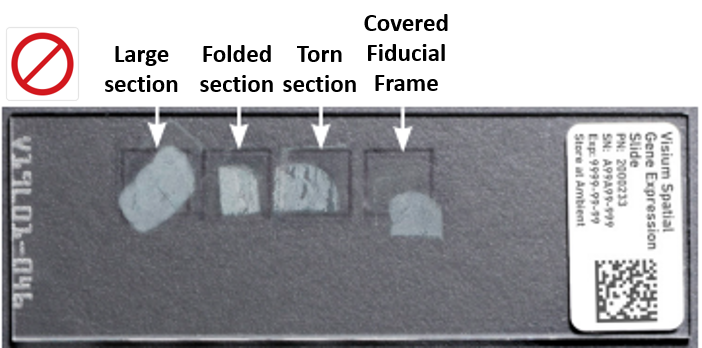 Large
section
Folded
section
Torn
section
Covered
Fiducial
Frame
V19L01-046
Visium Spatial
Gene Expression
Slide
PN: 2000233
SN: A99A99-999
Exp: 9999-99-99
Store at Ambient